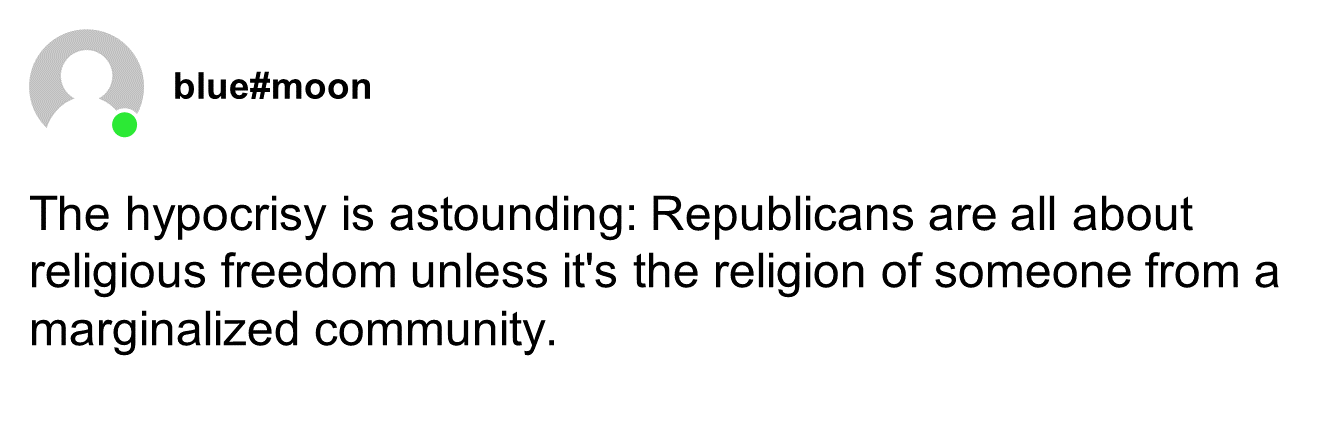 blue#moon
The hypocrisy is astounding: Republicans are all about
religious freedom unless it's the religion of someone from a
marginalized community.